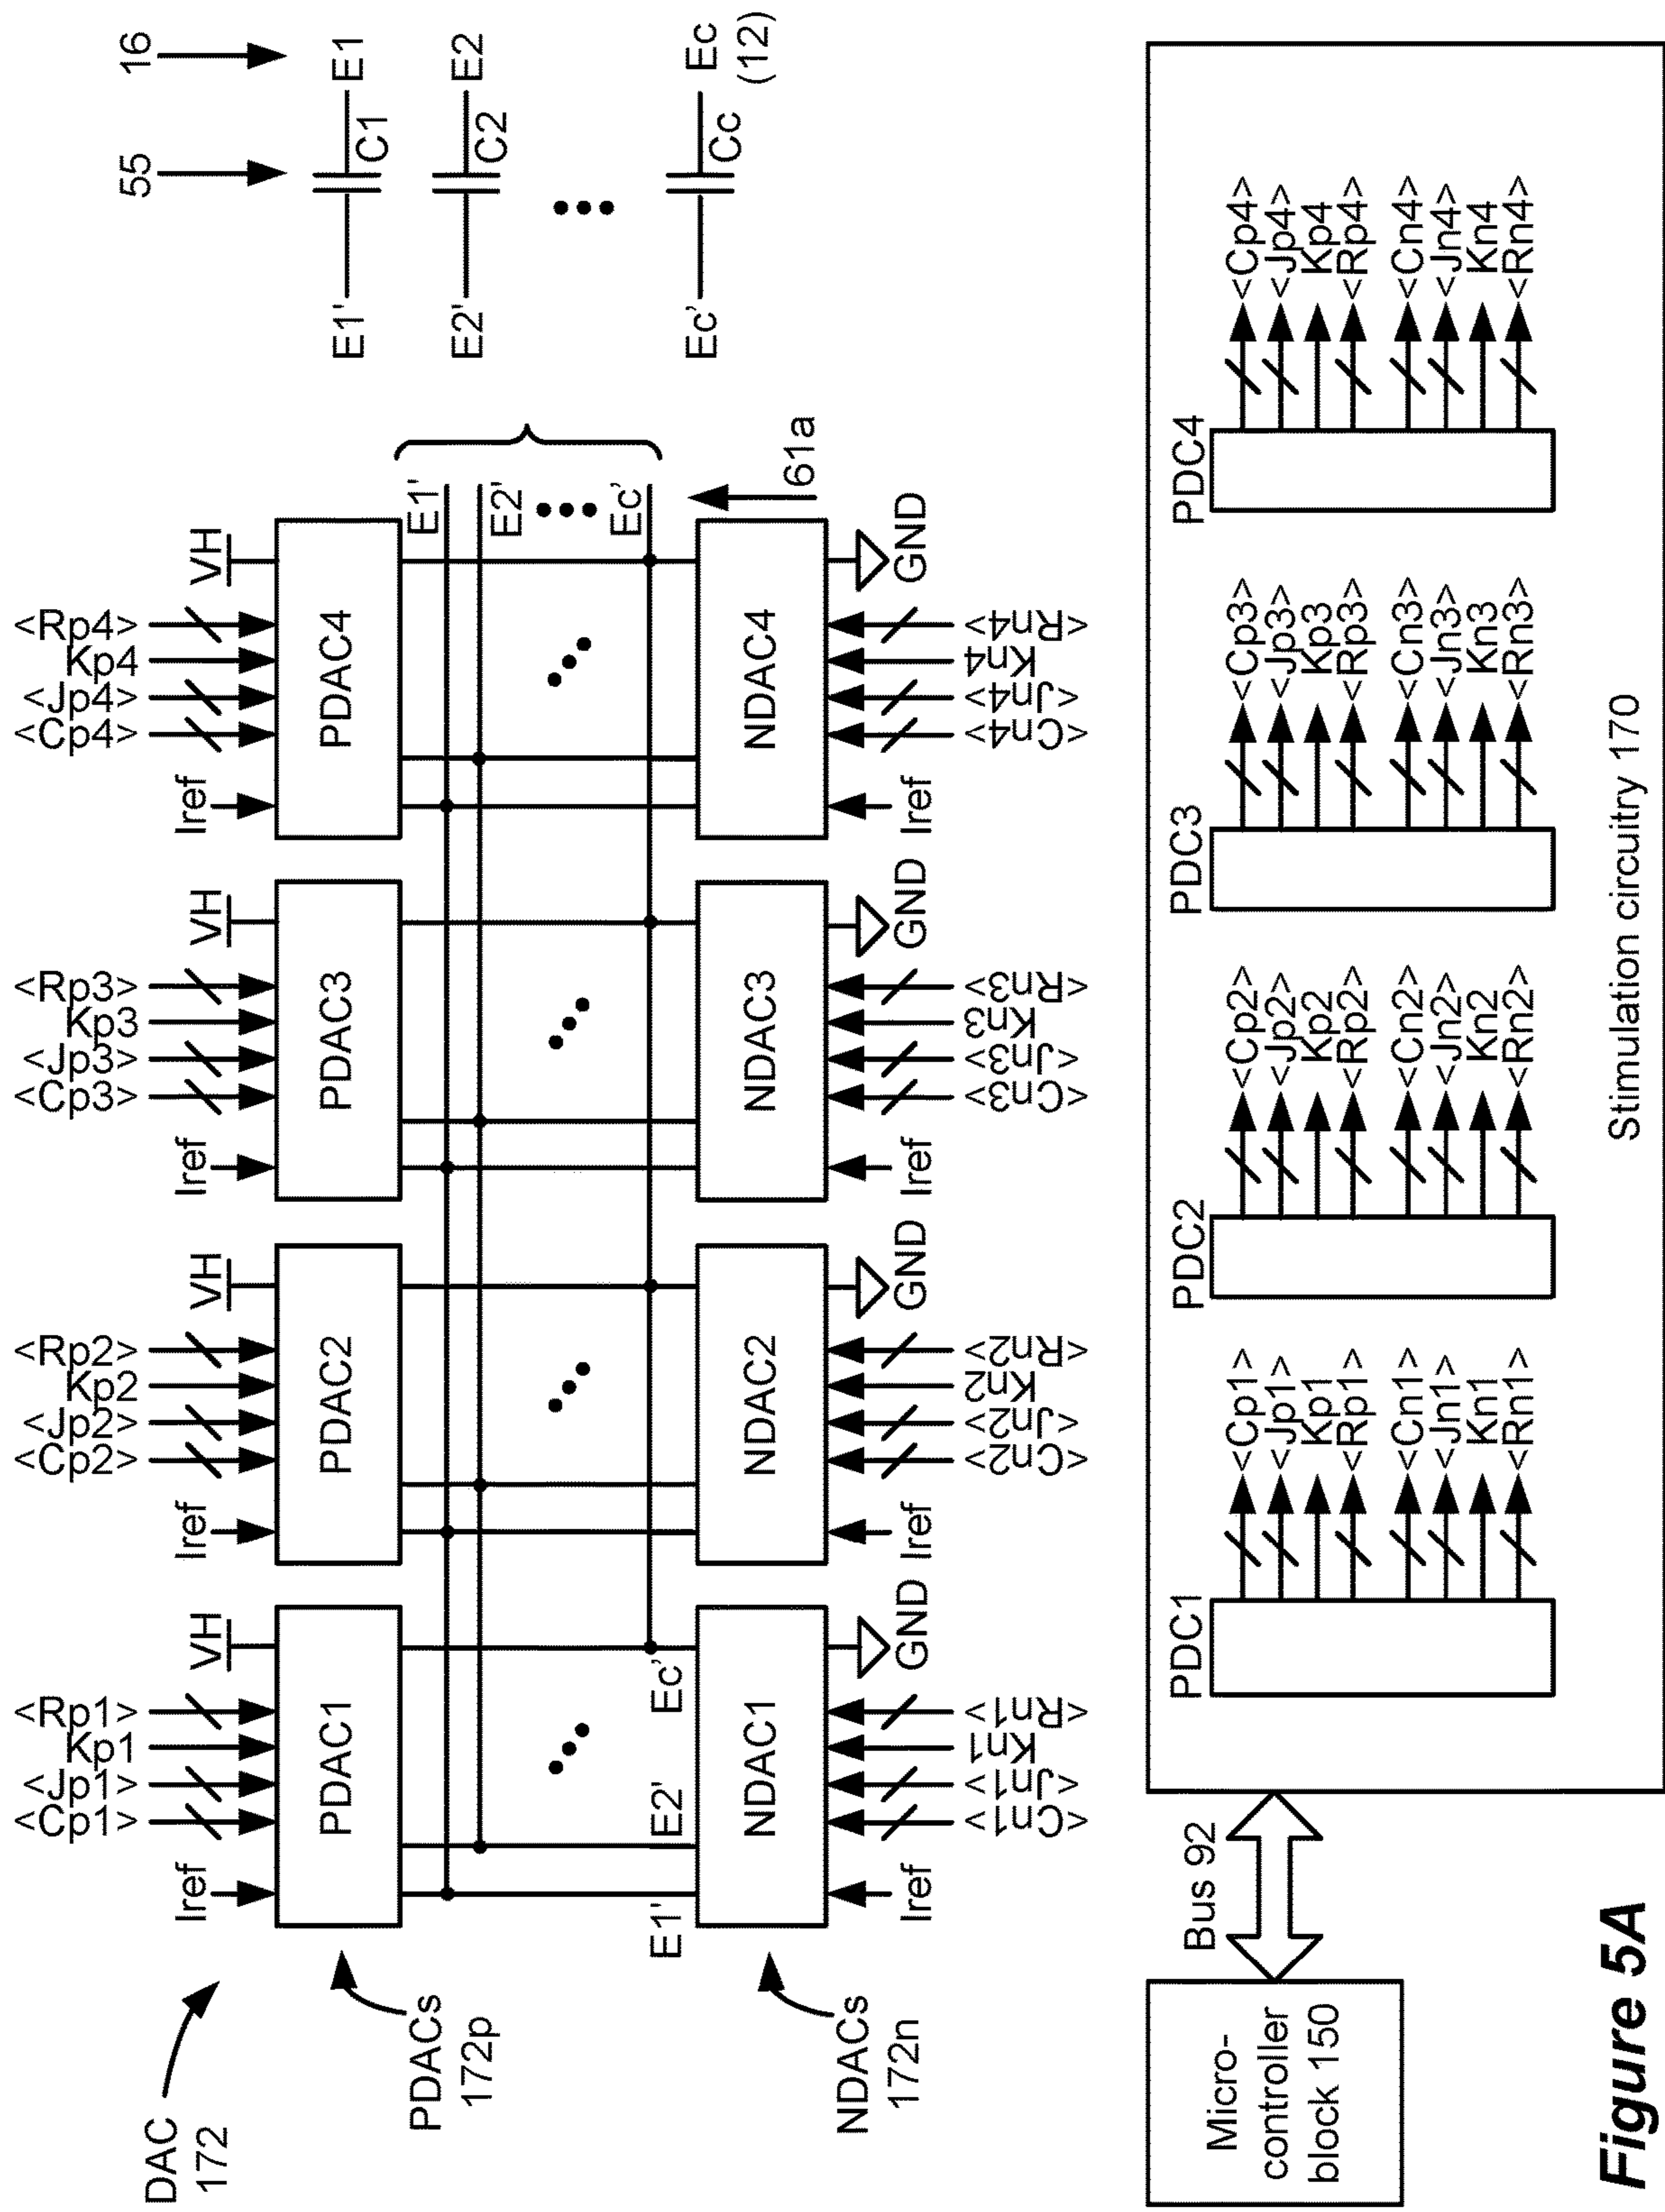 DAC
172
<Cp1>
<Jp1>
Kp1
<Rp1>
<Cp2>
<Jp2>
Kp2
<Rp2>
<Cp3>
<Jp3>
Kp3
<Rp3>
<Cp4>
<Jp4>
Kp4
<Rp4>
Iref
VH
Iref
VH
Iref
VH
Iref
VH
PDACs
172p
PDAC1
PDAC2
PDAC3
PDAC4
E1'
E2'
Ec'
E1'
E2'
Ec'
61a
NDACs
172n
NDAC1
NDAC2
NDAC3
NDAC4
Iref
GND
Iref
GND
Iref
GND
Iref
GND
<Cn1>
<Jn1>
Kn1
<Rn1>
<Cn2>
<Jn2>
Kn2
<Rn2>
<Cn3>
<Jn3>
Kn3
<Rn3>
<Cn4>
<Jn4>
Kn4
<Rn4>
55
16
E1'
C1
E1
E2'
C2
E2
Ec'
Cc
Ec
(12)
Micro-
controller
block 150
Bus 92
PDC1
<Cp1>
<Jp1>
Kp1
<Rp1>
<Cn1>
<Jn1>
Kn1
<Rn1>
PDC2
<Cp2>
<Jp2>
Kp2
<Rp2>
<Cn2>
<Jn2>
Kn2
<Rn2>
PDC3
<Cp3>
<Jp3>
Kp3
<Rp3>
<Cn3>
<Jn3>
Kn3
<Rn3>
PDC4
<Cp4>
<Jp4>
Kp4
<Rp4>
<Cn4>
<Jn4>
Kn4
<Rn4>
Stimulation circuitry 170
Figure 5A